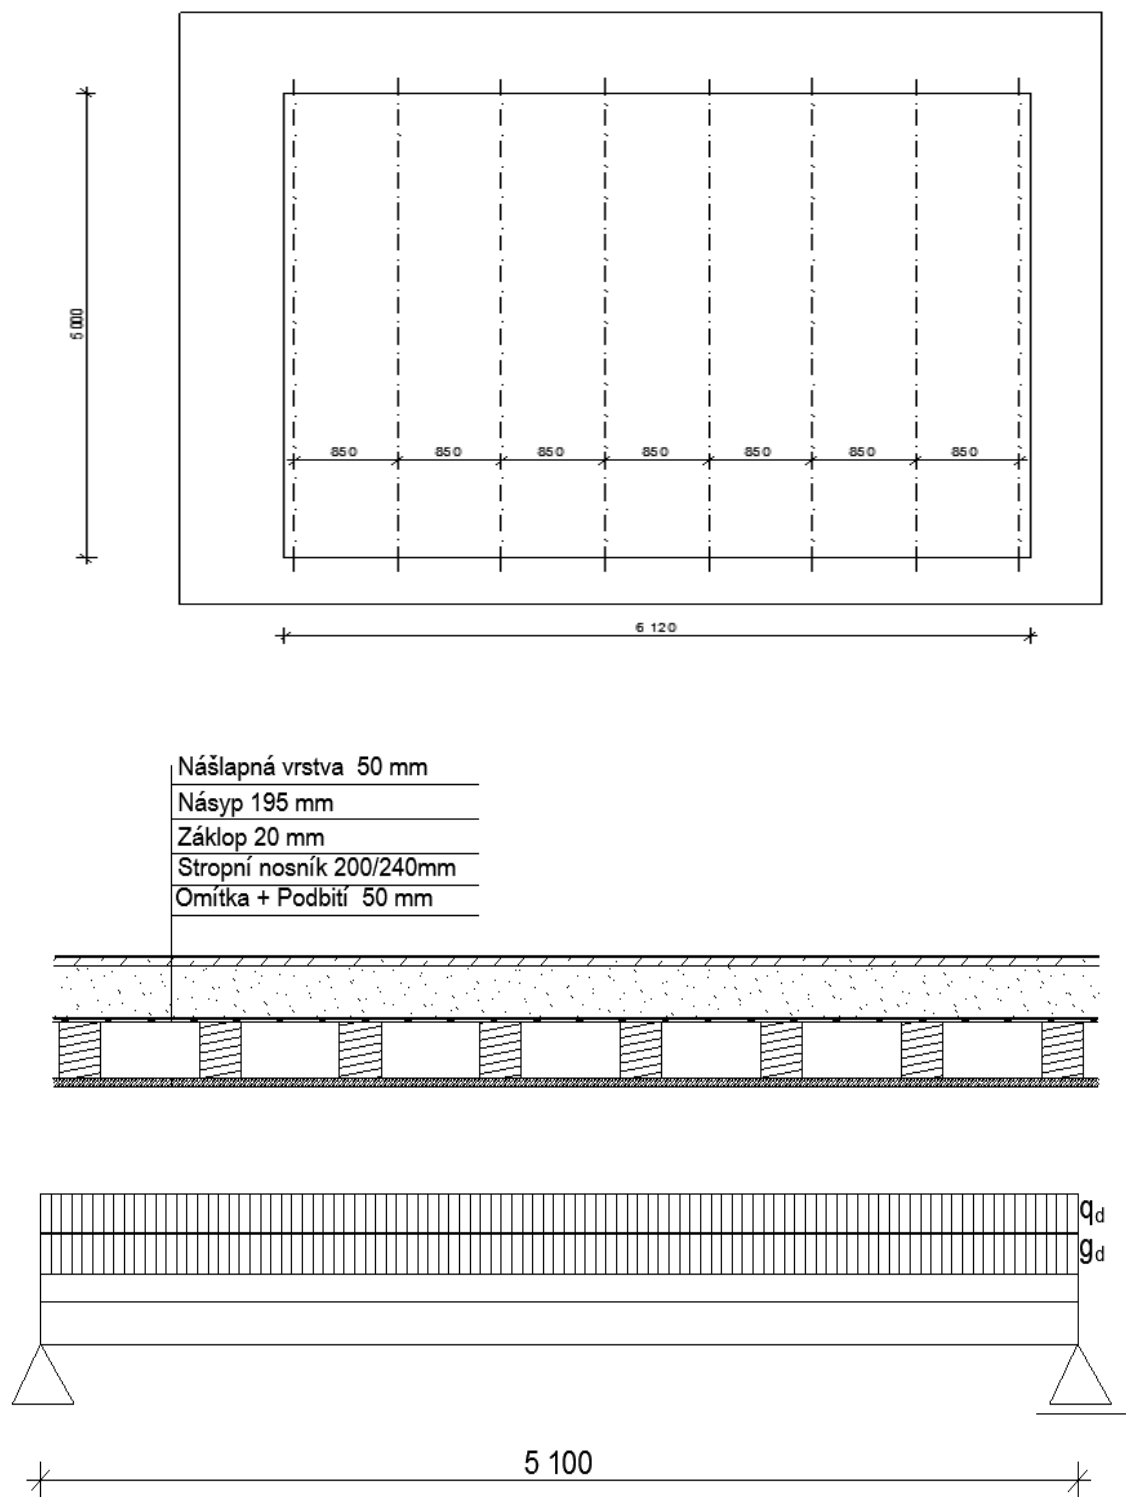 5 000
850 850 850 850 850 850 850
6 120
Nášlapná vrstva 50 mm
Násyp 195 mm
Záklop 20 mm
Stropní nosník 200/240mm
Omítka + Podbití 50 mm
qd
gd
5 100